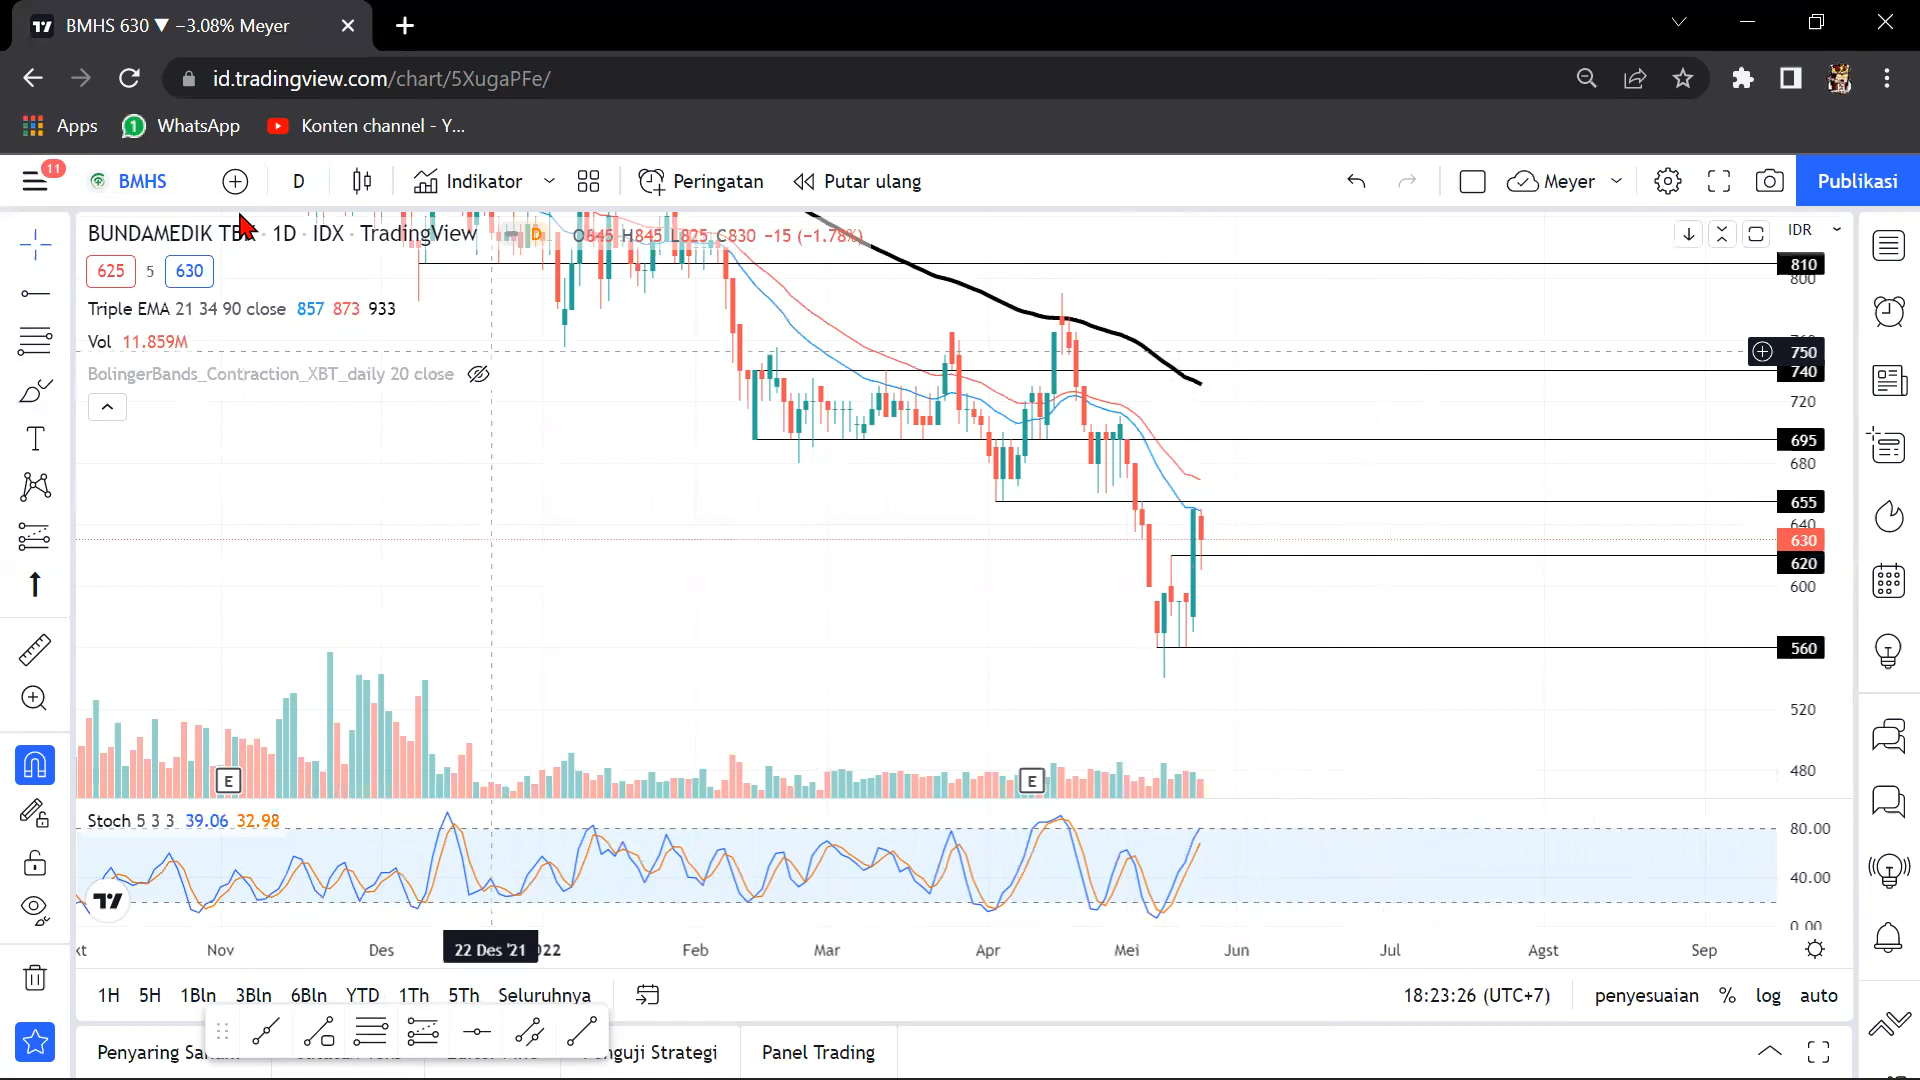 BMHS 630 ▼ −3.08% Meyer
id.tradingview.com/chart/5XugaPFe/
Apps WhatsApp Konten channel - Y...
11 BMHS D Indikator Peringatan Putar ulang Meyer Publikasi
BUNDAMEDIK TBK · 1D · IDX · TradingView D O845 H845 L825 C830 −15 (−1.78%) IDR
625 5 630
Triple EMA 21 34 90 close 857 873 933
Vol 11.859M
BolingerBands_Contraction_XBT_daily 20 close
810
800
750
740
720
695
680
655
640
630
620
600
560
520
480
E E
Stoch 5 3 3 39.06 32.98
80.00
40.00
0.00
kt Nov Des 22 Des '21 022 Feb Mar Apr Mei Jun Jul Agst Sep
1H 5H 1Bln 3Bln 6Bln YTD 1Th 5Th Seluruhnya 18:23:26 (UTC+7) penyesuaian % log auto
Penyaring Strategi Panel Trading